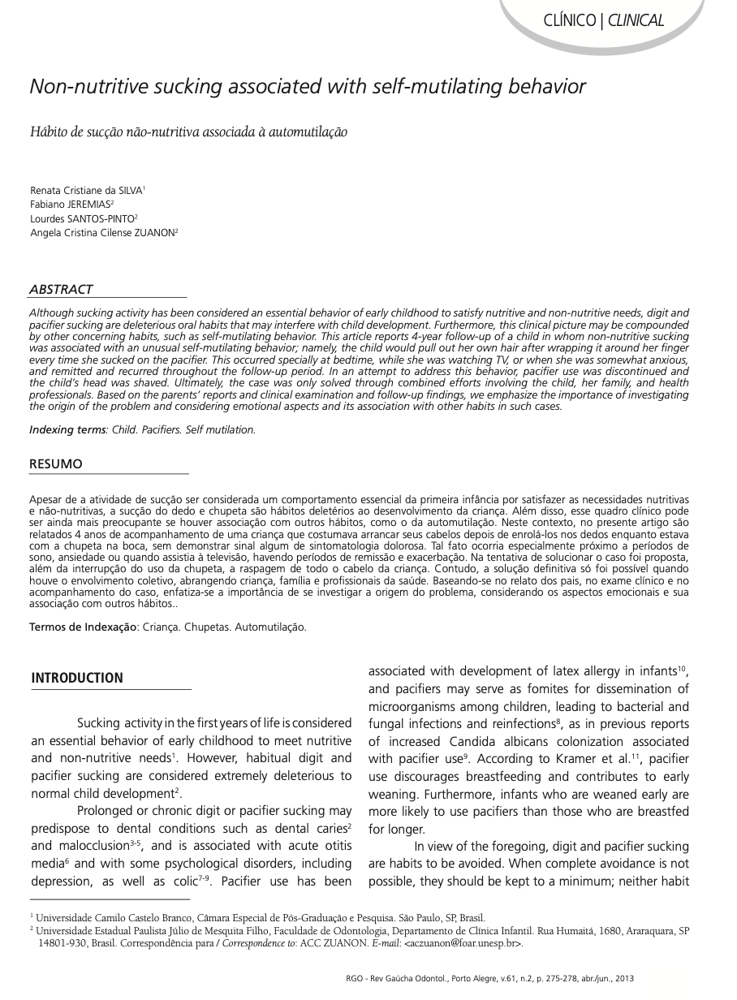 CLÍNICO | CLINICAL
Non-nutritive sucking associated with self-mutilating behavior
Hábito de sucção não-nutritiva associada à automutilação
Renata Cristiane da SILVA¹
Fabiano JEREMIAS²
Lourdes SANTOS-PINTO²
Angela Cristina Cilense ZUANON²
ABSTRACT
Although sucking activity has been considered an essential behavior of early childhood to satisfy nutritive and non-nutritive needs, digit and
pacifier sucking are deleterious oral habits that may interfere with child development. Furthermore, this clinical picture may be compounded
by other concerning habits, such as self-mutilating behavior. This article reports 4-year follow-up of a child in whom non-nutritive sucking
was associated with an unusual self-mutilating behavior; namely, the child would pull out her own hair after wrapping it around her finger
every time she sucked on the pacifier. This occurred specially at bedtime, while she was watching TV, or when she was somewhat anxious,
and remitted and recurred throughout the follow-up period. In an attempt to address this behavior, pacifier use was discontinued and
the child's head was shaved. Ultimately, the case was only solved through combined efforts involving the child, her family, and health
professionals. Based on the parents' reports and clinical examination and follow-up findings, we emphasize the importance of investigating
the origin of the problem and considering emotional aspects and its association with other habits in such cases.
Indexing terms: Child. Pacifiers. Self mutilation.
RESUMO
Apesar de a atividade de sucção ser considerada um comportamento essencial da primeira infância por satisfazer as necessidades nutritivas
e não-nutritivas, a sucção do dedo e chupeta são hábitos deletérios ao desenvolvimento da criança. Além disso, esse quadro clínico pode
ser ainda mais preocupante se houver associação com outros hábitos, como o da automutilação. Neste contexto, no presente artigo são
relatados 4 anos de acompanhamento de uma criança que costumava arrancar seus cabelos depois de enrolá-los nos dedos enquanto estava
com a chupeta na boca, sem demonstrar sinal algum de sintomatologia dolorosa. Tal fato ocorria especialmente próximo a períodos de
sono, ansiedade ou quando assistia à televisão, havendo períodos de remissão e exacerbação. Na tentativa de solucionar o caso foi proposta,
além da interrupção do uso da chupeta, a raspagem de todo o cabelo da criança. Contudo, a solução definitiva só foi possível quando
houve o envolvimento coletivo, abrangendo criança, família e profissionais da saúde. Baseando-se no relato dos pais, no exame clínico e no
acompanhamento do caso, enfatiza-se a importância de se investigar a origem do problema, considerando os aspectos emocionais e sua
associação com outros hábitos..
Termos de Indexação: Criança. Chupetas. Automutilação.
INTRODUCTION
Sucking activity in the first years of life is considered
an essential behavior of early childhood to meet nutritive
and non-nutritive needs¹. However, habitual digit and
pacifier sucking are considered extremely deleterious to
normal child development².
Prolonged or chronic digit or pacifier sucking may
predispose to dental conditions such as dental caries²
and malocclusion³⁻⁵, and is associated with acute otitis
media⁶ and with some psychological disorders, including
depression, as well as colic⁷⁻⁹. Pacifier use has been
associated with development of latex allergy in infants¹⁰,
and pacifiers may serve as fomites for dissemination of
microorganisms among children, leading to bacterial and
fungal infections and reinfections⁸, as in previous reports
of increased Candida albicans colonization associated
with pacifier use⁹. According to Kramer et al.¹¹, pacifier
use discourages breastfeeding and contributes to early
weaning. Furthermore, infants who are weaned early are
more likely to use pacifiers than those who are breastfed
for longer.
In view of the foregoing, digit and pacifier sucking
are habits to be avoided. When complete avoidance is not
possible, they should be kept to a minimum; neither habit
¹ Universidade Camilo Castelo Branco, Câmara Especial de Pós-Graduação e Pesquisa. São Paulo, SP, Brasil.
² Universidade Estadual Paulista Júlio de Mesquita Filho, Faculdade de Odontologia, Departamento de Clínica Infantil. Rua Humaitá, 1680, Araraquara, SP
14801-930, Brasil. Correspondência para / Correspondence to: ACC ZUANON. E-mail: <aczuanon@foar.unesp.br>.
RGO - Rev Gaúcha Odontol., Porto Alegre, v.61, n.2, p. 275-278, abr./jun., 2013